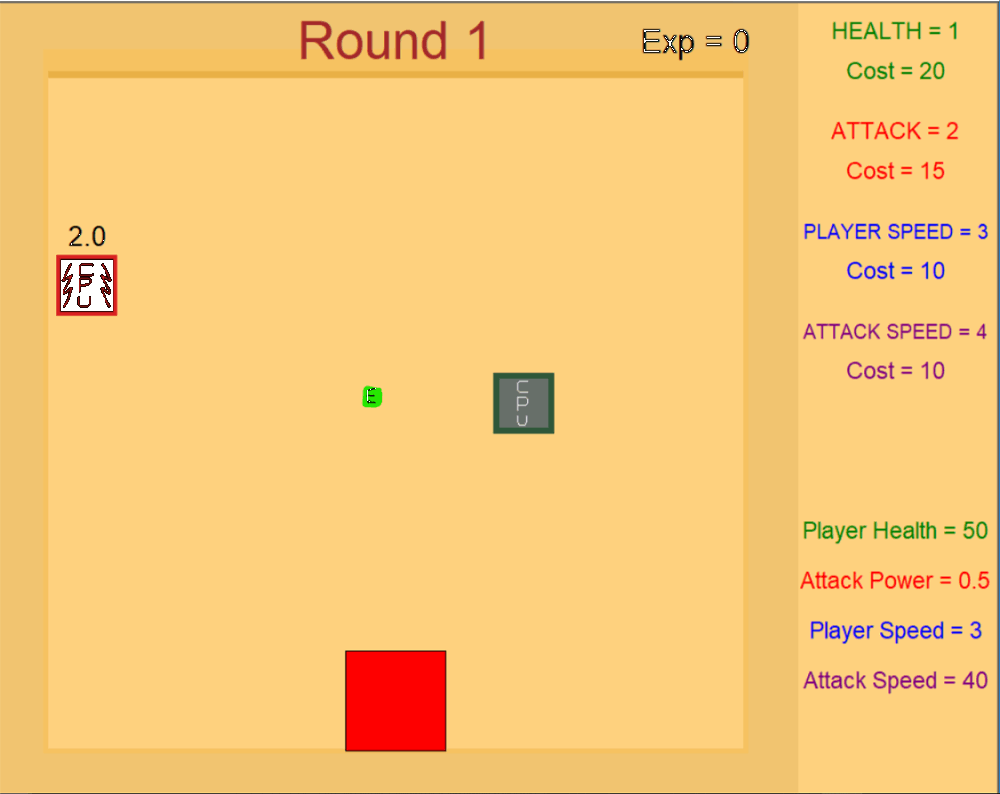 Round 1
Exp = 0
2.0
CPU
E
CPU
HEALTH = 1
Cost = 20
ATTACK = 2
Cost = 15
PLAYER SPEED = 3
Cost = 10
ATTACK SPEED = 4
Cost = 10
Player Health = 50
Attack Power = 0.5
Player Speed = 3
Attack Speed = 40